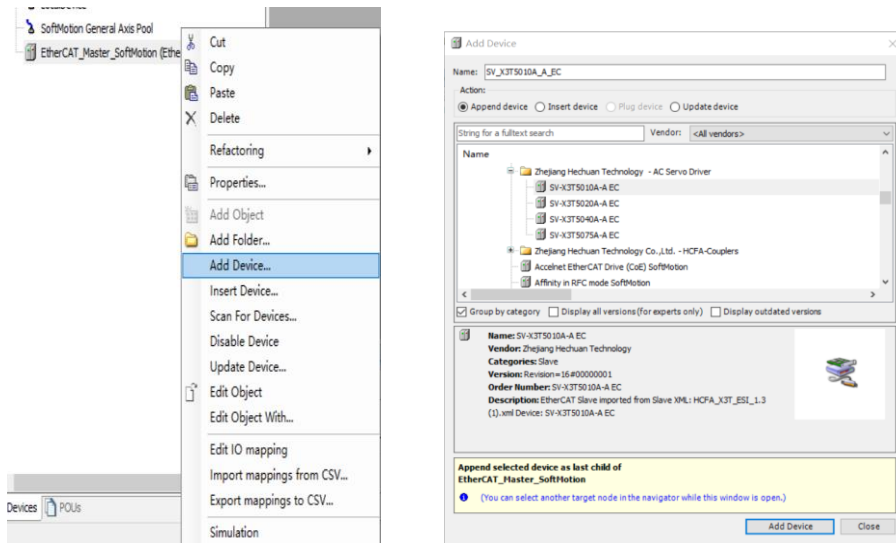 SoftMotion General Axis Pool
EtherCAT_Master_SoftMotion (Ethe
Cut
Copy
Paste
Delete
Refactoring
Properties...
Add Object
Add Folder...
Add Device...
Insert Device...
Scan For Devices...
Disable Device
Update Device...
Edit Object
Edit Object With...
Edit IO mapping
Import mappings from CSV...
Export mappings to CSV...
Simulation
Devices POUs
Add Device
Name: SV_X3T5010A_A_EC
Action:
Append device Insert device Plug device Update device
String for a fulltext search Vendor: <All vendors>
Name
Zhejiang Hechuan Technology - AC Servo Driver
SV-X3T5010A-A EC
SV-X3T5020A-A EC
SV-X3T5040A-A EC
SV-X3T5075A-A EC
Zhejiang Hechuan Technology Co.,Ltd. - HCFA-Couplers
Accelnet EtherCAT Drive (CoE) SoftMotion
Affinity in RFC mode SoftMotion
Group by category Display all versions(for experts only) Display outdated versions
Name: SV-X3T5010A-A EC
Vendor: Zhejiang Hechuan Technology
Categories: Slave
Version: Revision=16#00000001
Order Number: SV-X3T5010A-A EC
Description: EtherCAT Slave imported from Slave XML: HCFA_X3T_ESI_1.3
(1).xml Device: SV-X3T5010A-A EC
Append selected device as last child of
EtherCAT_Master_SoftMotion
(You can select another target node in the navigator while this window is open.)
Add Device Close